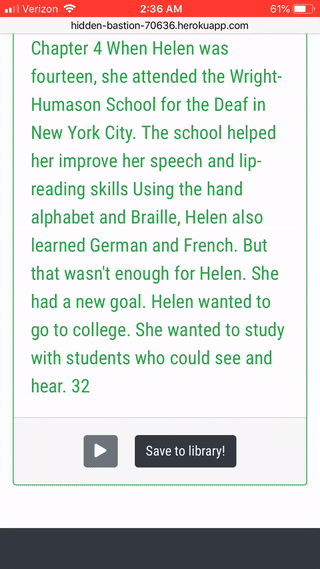 Verizon 2:36 AM 61%
hidden-bastion-70636.herokuapp.com
Chapter 4 When Helen was
fourteen, she attended the Wright-
Humason School for the Deaf in
New York City. The school helped
her improve her speech and lip-
reading skills Using the hand
alphabet and Braille, Helen also
learned German and French. But
that wasn't enough for Helen. She
had a new goal. Helen wanted to
go to college. She wanted to study
with students who could see and
hear. 32
Save to library!